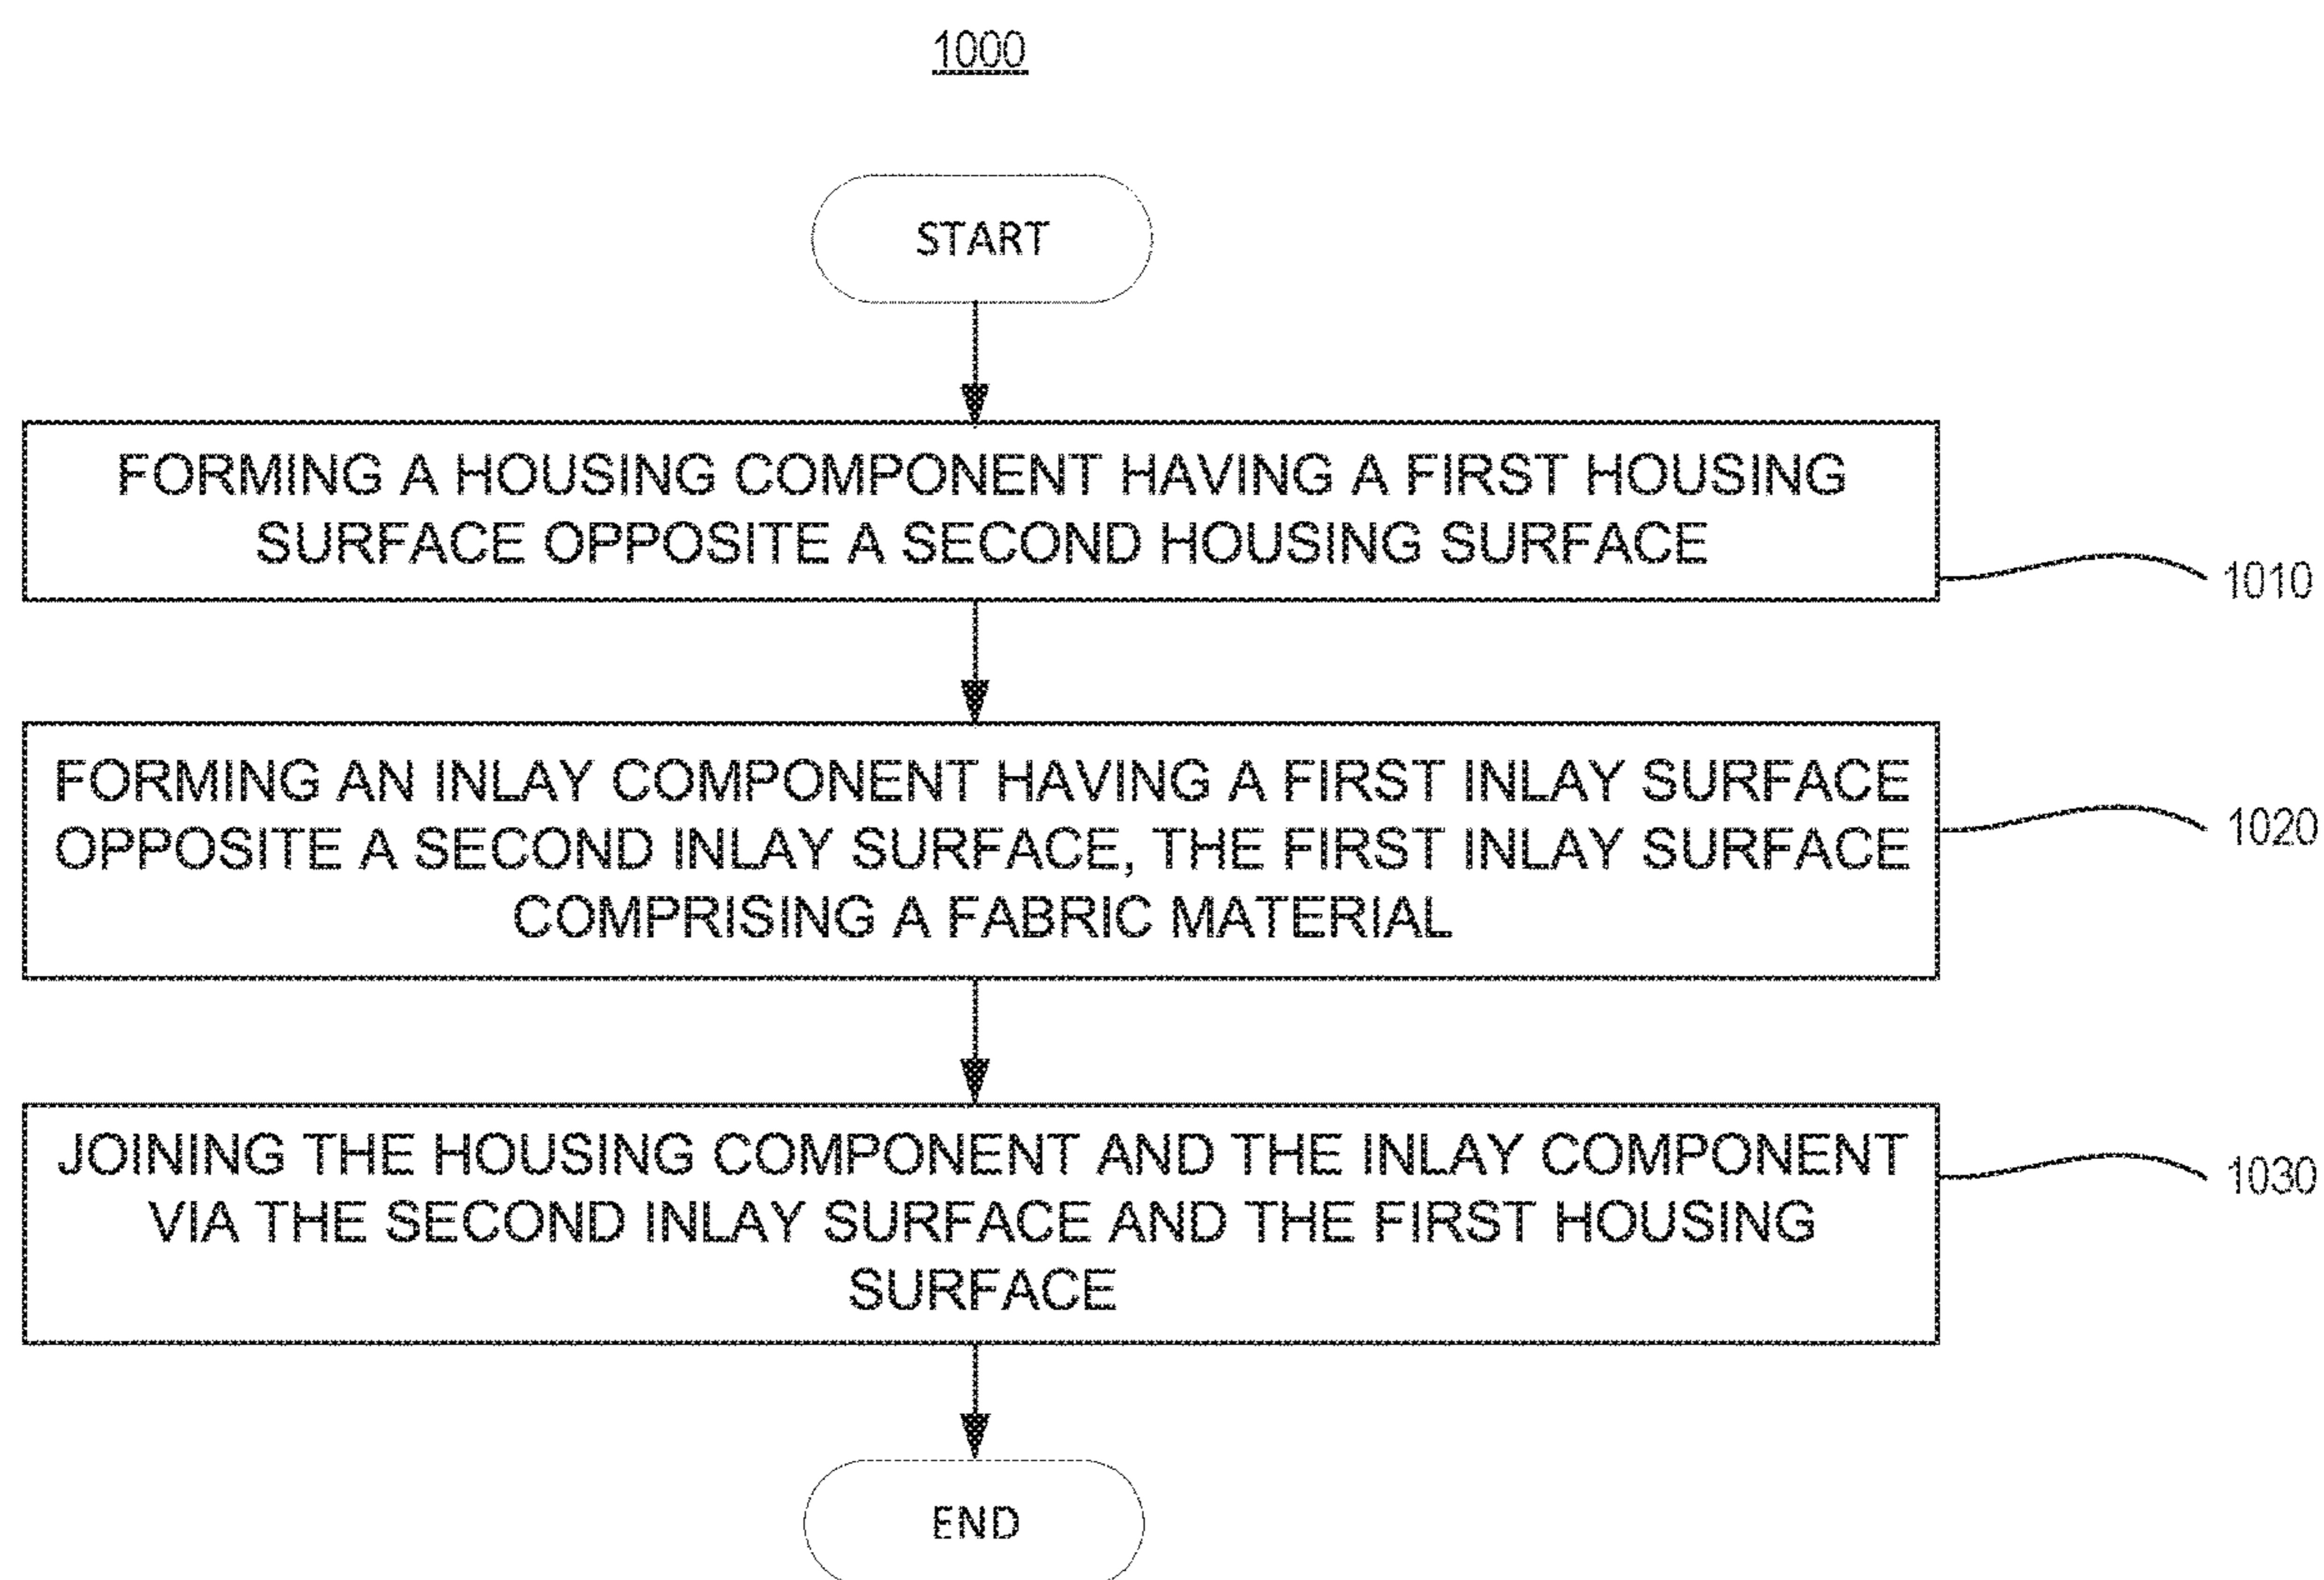 1000
START
FORMING A HOUSING COMPONENT HAVING A FIRST HOUSING
SURFACE OPPOSITE A SECOND HOUSING SURFACE
1010
FORMING AN INLAY COMPONENT HAVING A FIRST INLAY SURFACE
OPPOSITE A SECOND INLAY SURFACE, THE FIRST INLAY SURFACE
COMPRISING A FABRIC MATERIAL
1020
JOINING THE HOUSING COMPONENT AND THE INLAY COMPONENT
VIA THE SECOND INLAY SURFACE AND THE FIRST HOUSING
SURFACE
1030
END